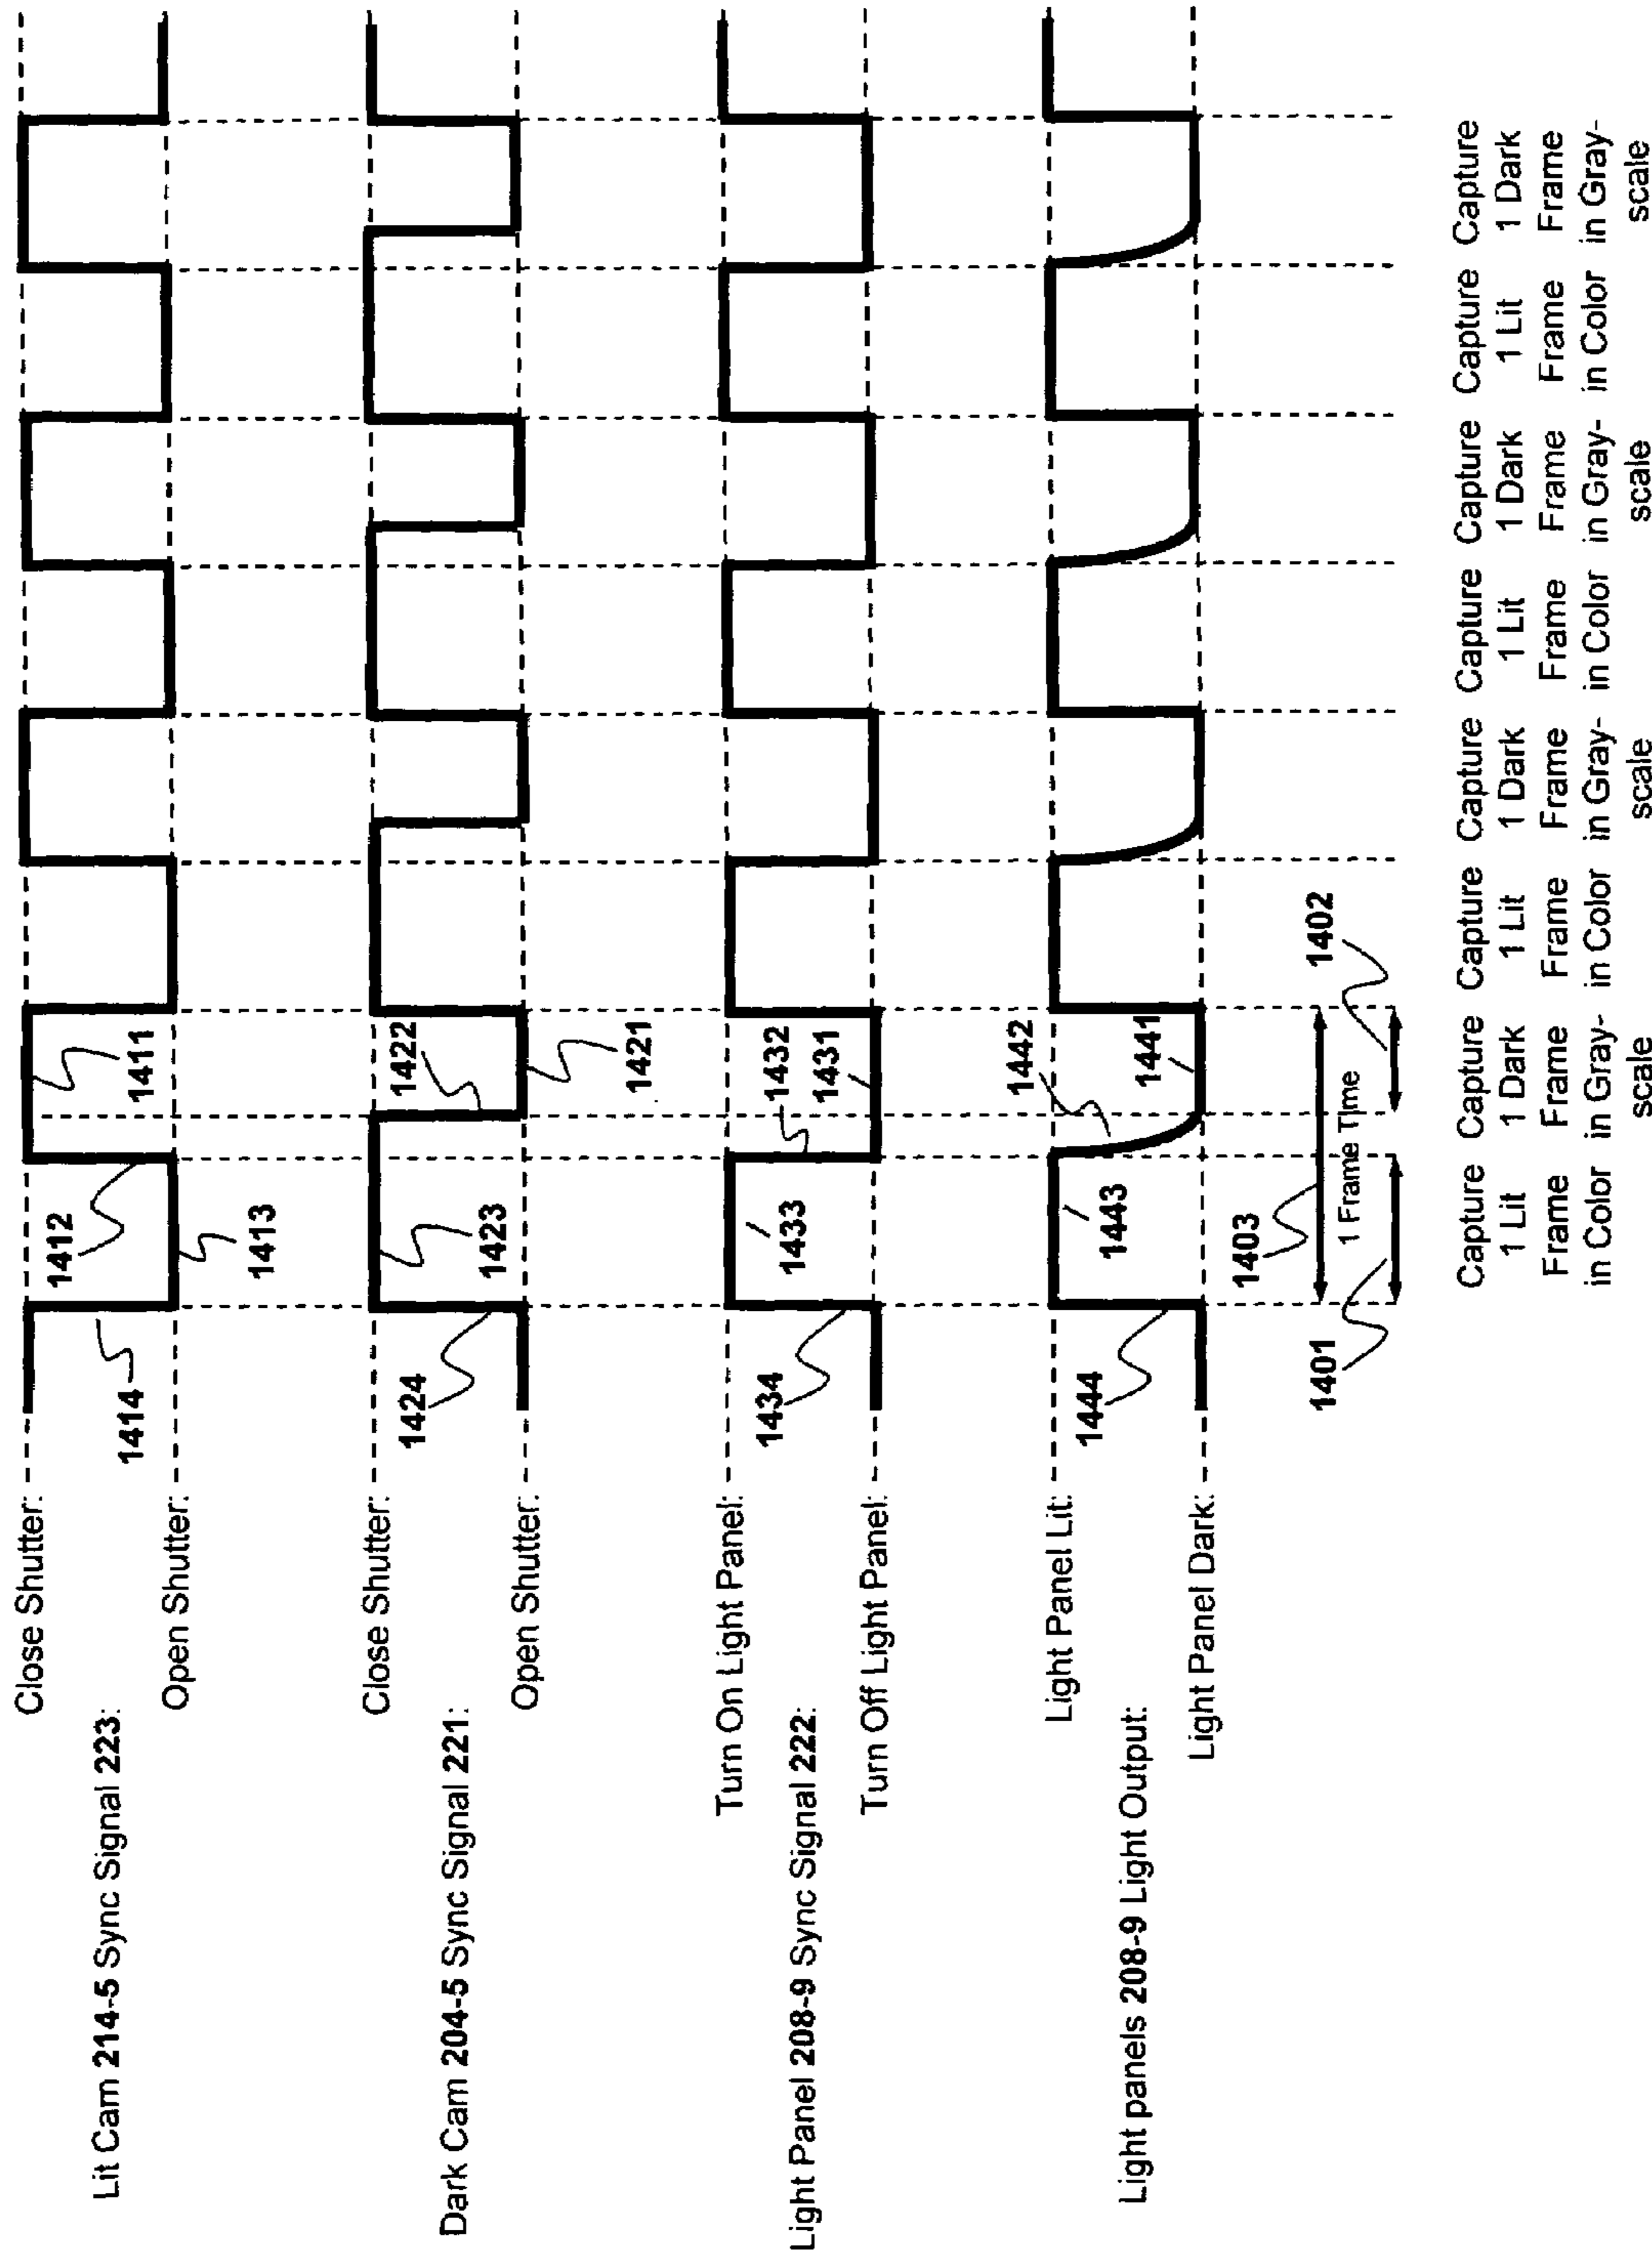 Close Shutter:
Lit Cam 214-5 Sync Signal 223:
Open Shutter:
1414
1412
1413
1411
Close Shutter:
Dark Cam 204-5 Sync Signal 221:
Open Shutter:
1424
1423
1422
1421
Turn On Light Panel:
Light Panel 208-9 Sync Signal 222:
Turn Off Light Panel:
1434
1433
1432
1431
Light Panel Lit:
Light panels 208-9 Light Output:
Light Panel Dark:
1444
1443
1442
1441
1403
1 Frame Time
1401
1402
Capture
1 Lit
Frame
in Color
Capture
1 Dark
Frame
in Gray-
scale
Capture
1 Lit
Frame
in Color
Capture
1 Dark
Frame
in Gray-
scale
Capture
1 Lit
Frame
in Color
Capture
1 Dark
Frame
in Gray-
scale
Capture
1 Lit
Frame
in Color
Capture
1 Dark
Frame
in Gray-
scale